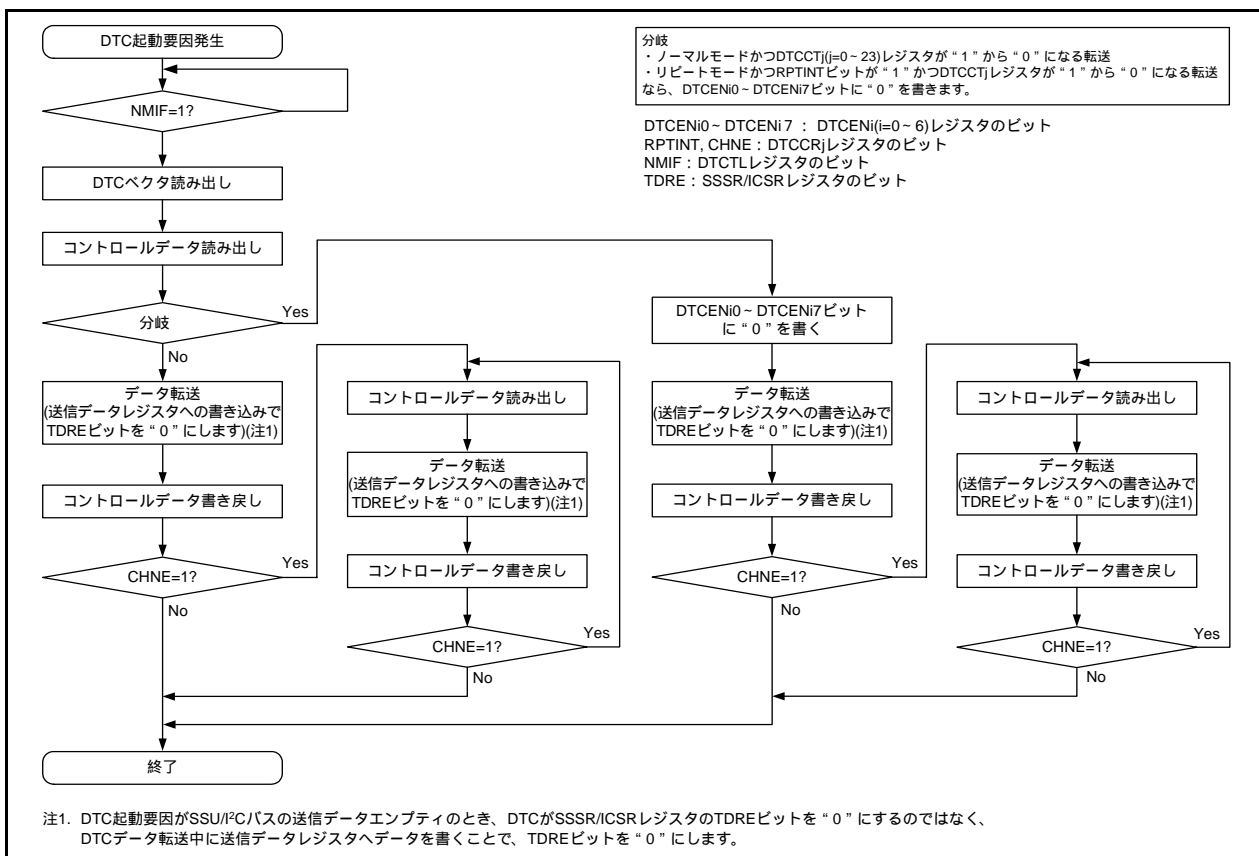 DTC起動要因発生
分岐
・ノーマルモードかつDTCCTj(j=0~23)レジスタが“1”から“0”になる転送
・リピートモードかつRPTINTビットが“1”かつDTCCTjレジスタが“1”から“0”になる転送
なら、DTCENi0~DTCENi7ビットに“0”を書きます。
DTCENi0~DTCENi7 : DTCENi(i=0~6)レジスタのビット
RPTINT, CHNE : DTCCRjレジスタのビット
NMIF : DTCTLレジスタのビット
TDRE : SSSR/ICSRレジスタのビット
NMIF=1?
DTCベクタ読み出し
コントロールデータ読み出し
分岐
Yes
No
データ転送
(送信データレジスタへの書き込みで
TDREビットを“0”にします)(注1)
コントロールデータ書き戻し
CHNE=1?
Yes
No
コントロールデータ読み出し
データ転送
(送信データレジスタへの書き込みで
TDREビットを“0”にします)(注1)
コントロールデータ書き戻し
CHNE=1?
Yes
No
DTCENi0~DTCENi7ビット
に“0”を書く
データ転送
(送信データレジスタへの書き込みで
TDREビットを“0”にします)(注1)
コントロールデータ書き戻し
CHNE=1?
Yes
No
コントロールデータ読み出し
データ転送
(送信データレジスタへの書き込みで
TDREビットを“0”にします)(注1)
コントロールデータ書き戻し
CHNE=1?
Yes
No
終了
注1. DTC起動要因がSSU/I²Cバスの送信データエンプティのとき、DTCがSSSR/ICSRレジスタのTDREビットを“0”にするのではなく、
DTCデータ転送中に送信データレジスタへデータを書くことで、TDREビットを“0”にします。